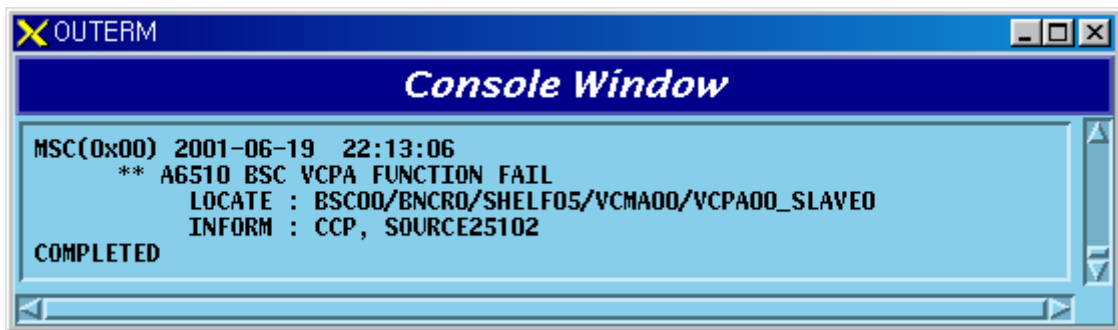 OUTERM
Console Window
MSC(0x00) 2001-06-19 22:13:06
** A6510 BSC VCPA FUNCTION FAIL
LOCATE : BSC00/BNCR0/SHELF05/VCMA00/VCPA00_SLAVE0
INFORM : CCP, SOURCE25102
COMPLETED